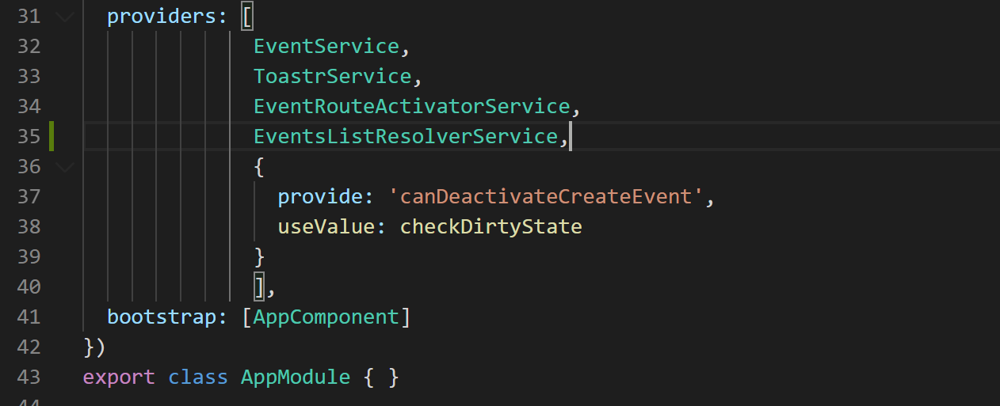 31 providers: [
32 EventService,
33 ToastrService,
34 EventRouteActivatorService,
35 EventsListResolverService,
36 {
37 provide: 'canDeactivateCreateEvent',
38 useValue: checkDirtyState
39 }
40 ],
41 bootstrap: [AppComponent]
42 })
43 export class AppModule { }
44